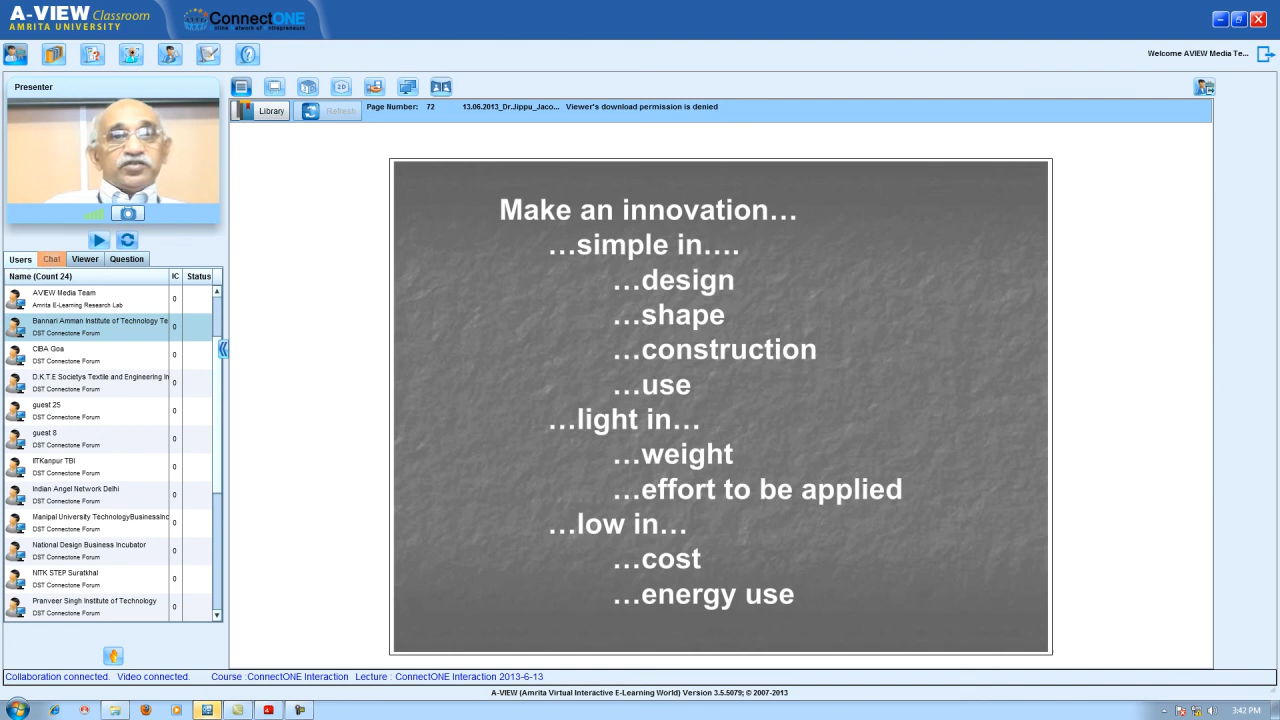 A-VIEW Classroom
AMRITA UNIVERSITY
ConnectONE
Welcome AVIEW Media Te...
Presenter
2D
Library
Refresh
Page Number: 72
13.06.2013_Dr.Jippu_Jaco...
Viewer's download permission is denied
Users
Chat
Viewer
Question
Name (Count 24)
IC
Status
AVIEW Media Team
Amrita E-Learning Research Lab
0
Bannari Amman Institute of Technology Te
DST Connectone Forum
0
CIBA Goa
DST Connectone Forum
0
D.K.T.E Societys Textile and Engineering In
DST Connectone Forum
0
guest 25
DST Connectone Forum
0
guest 8
DST Connectone Forum
0
IITKanpur TBI
DST Connectone Forum
0
Indian Angel Network Delhi
DST Connectone Forum
0
Manipal University TechnologyBusinessInc
DST Connectone Forum
0
National Design Business Incubator
DST Connectone Forum
0
NITK STEP Suratkhal
DST Connectone Forum
0
Pranveer Singh Institute of Technology
DST Connectone Forum
0
Make an innovation…
…simple in….
…design
…shape
…construction
…use
…light in…
…weight
…effort to be applied
…low in…
…cost
…energy use
Collaboration connected. Video connected. Course :ConnectONE Interaction Lecture : ConnectONE Interaction 2013-6-13
A-VIEW (Amrita Virtual Interactive E-Learning World) Version 3.5.5079; © 2007-2013
3:42 PM